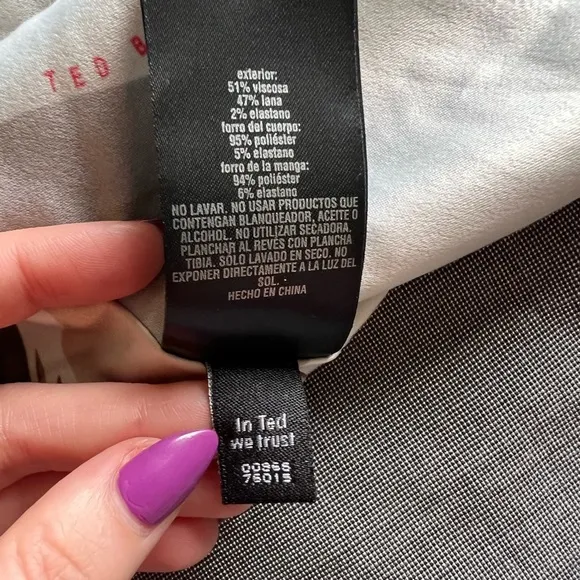 TED B
exterior:
51% viscosa
47% lana
2% elastano
forro del cuerpo:
95% poliéster
5% elastano
forro de la manga:
94% poliéster
6% elastano
NO LAVAR. NO USAR PRODUCTOS QUE
CONTENGAN BLANQUEADOR, ACEITE O
ALCOHOL. NO UTILIZAR SECADORA.
PLANCHAR AL REVÉS CON PLANCHA
TIBIA. SOLO LAVADO EN SECO. NO
EXPONER DIRECTAMENTE A LA LUZ DEL
SOL.
HECHO EN CHINA
In Ted
we trust
75015